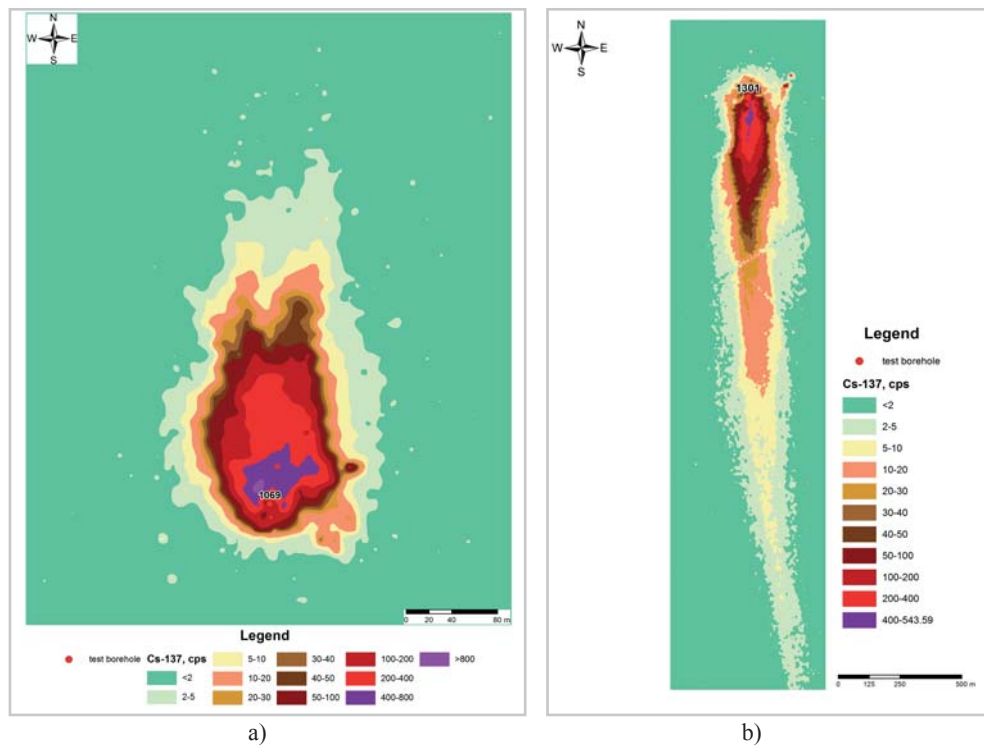 N
W E
S
1069
0 20 40 80 m
Legend
test borehole
Cs-137, cps
<2
2-5
5-10
10-20
20-30
30-40
40-50
50-100
100-200
200-400
400-800
>800
a)
N
W E
S
1301
Legend
test borehole
Cs-137, cps
<2
2-5
5-10
10-20
20-30
30-40
40-50
50-100
100-200
200-400
400-543.59
0 125 250 500 m
b)